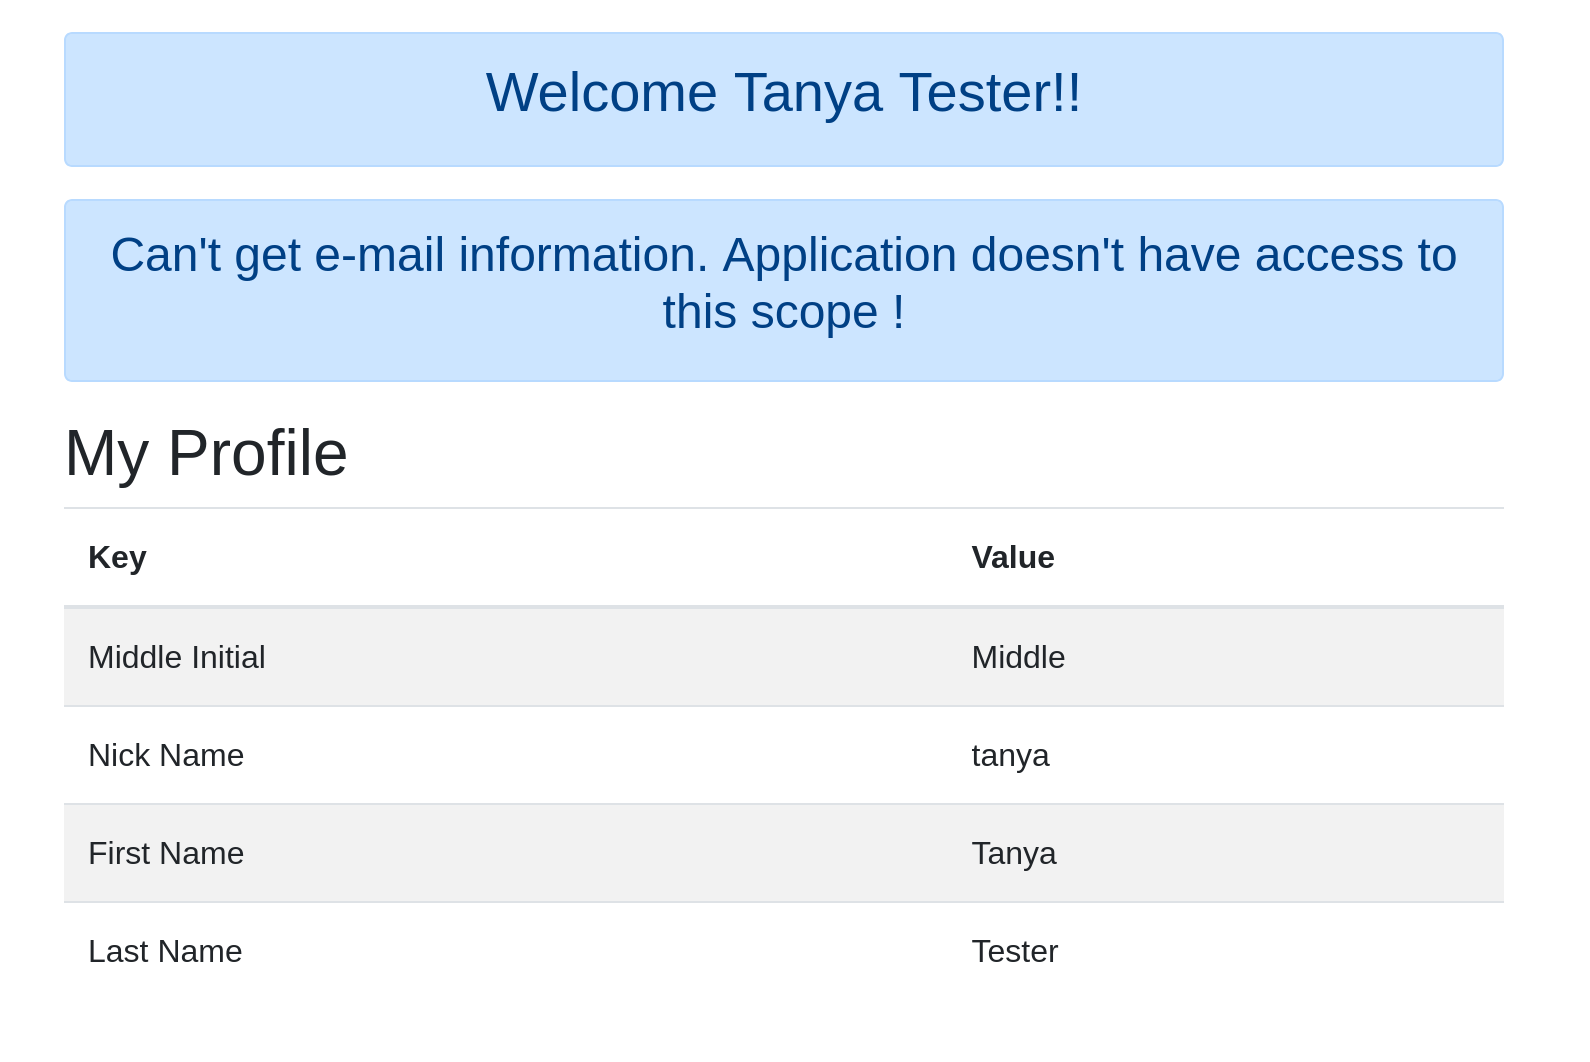 Welcome Tanya Tester!!
Can't get e-mail information. Application doesn't have access to
this scope !
My Profile
Key Value
Middle Initial Middle
Nick Name tanya
First Name Tanya
Last Name Tester